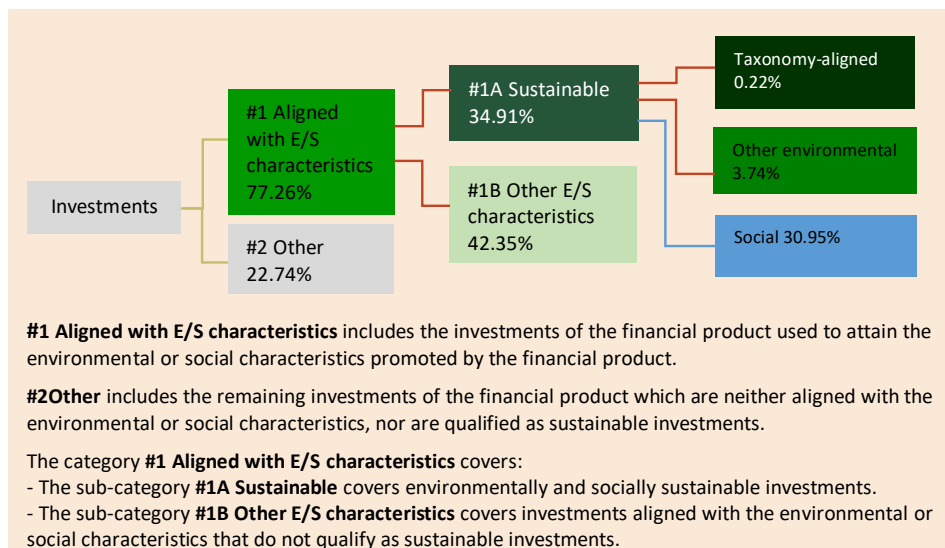 Investments
#1 Aligned
with E/S
characteristics
77.26%
#2 Other
22.74%
#1A Sustainable
34.91%
#1B Other E/S
characteristics
42.35%
Taxonomy-aligned
0.22%
Other environmental
3.74%
Social 30.95%
#1 Aligned with E/S characteristics includes the investments of the financial product used to attain the
environmental or social characteristics promoted by the financial product.
#2Other includes the remaining investments of the financial product which are neither aligned with the
environmental or social characteristics, nor are qualified as sustainable investments.
The category #1 Aligned with E/S characteristics covers:
- The sub-category #1A Sustainable covers environmentally and socially sustainable investments.
- The sub-category #1B Other E/S characteristics covers investments aligned with the environmental or
social characteristics that do not qualify as sustainable investments.